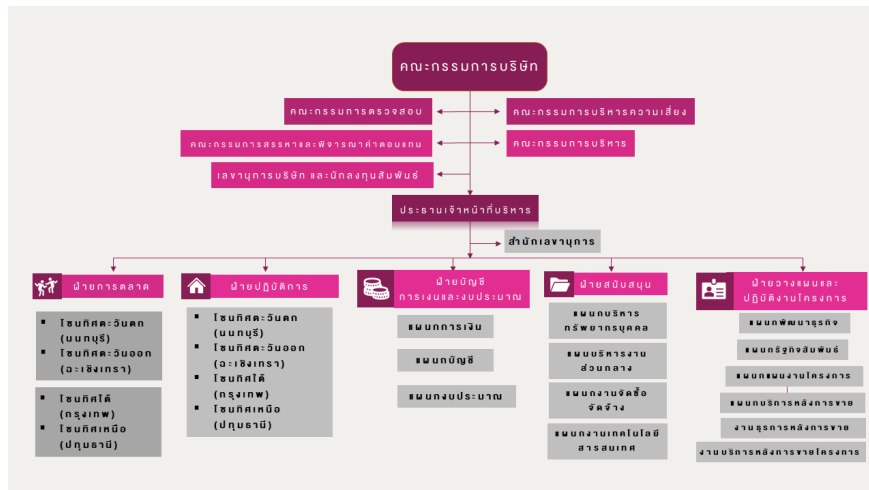 คณะกรรมการบริษัท
คณะกรรมการตรวจสอบ
คณะกรรมการบริหารความเสี่ยง
คณะกรรมการสรรหาและพิจารณาค่าตอบแทน
คณะกรรมการบริหาร
เลขานุการบริษัท และนักลงทุนสัมพันธ์
ประธานเจ้าหน้าที่บริหาร
สำนักเลขานุการ
ฝ่ายการตลาด
▪ โซนทิศตะวันตก
(นนทบุรี)
▪ โซนทิศตะวันออก
(ฉะเชิงเทรา)
▪ โซนทิศใต้
(กรุงเทพ)
▪ โซนทิศเหนือ
(ปทุมธานี)
ฝ่ายปฏิบัติการ
▪ โซนทิศตะวันตก
(นนทบุรี)
▪ โซนทิศตะวันออก
(ฉะเชิงเทรา)
▪ โซนทิศใต้
(กรุงเทพ)
▪ โซนทิศเหนือ
(ปทุมธานี)
ฝ่ายบัญชี
การเงินและงบประมาณ
แผนกการเงิน
แผนกบัญชี
แผนกงบประมาณ
ฝ่ายสนับสนุน
แผนกบริหาร
ทรัพยากรบุคคล
แผนกบริหารงาน
ส่วนกลาง
แผนกงานจัดซื้อ
จัดจ้าง
แผนกงานเทคโนโลยี
สารสนเทศ
ฝ่ายวางแผนและ
ปฏิบัติงานโครงการ
แผนกพัฒนาธุรกิจ
แผนกรัฐกิจสัมพันธ์
แผนกแผนงานโครงการ
แผนกบริการหลังการขาย
งานธุรการหลังการขาย
งานบริการหลังการขายโครงการ